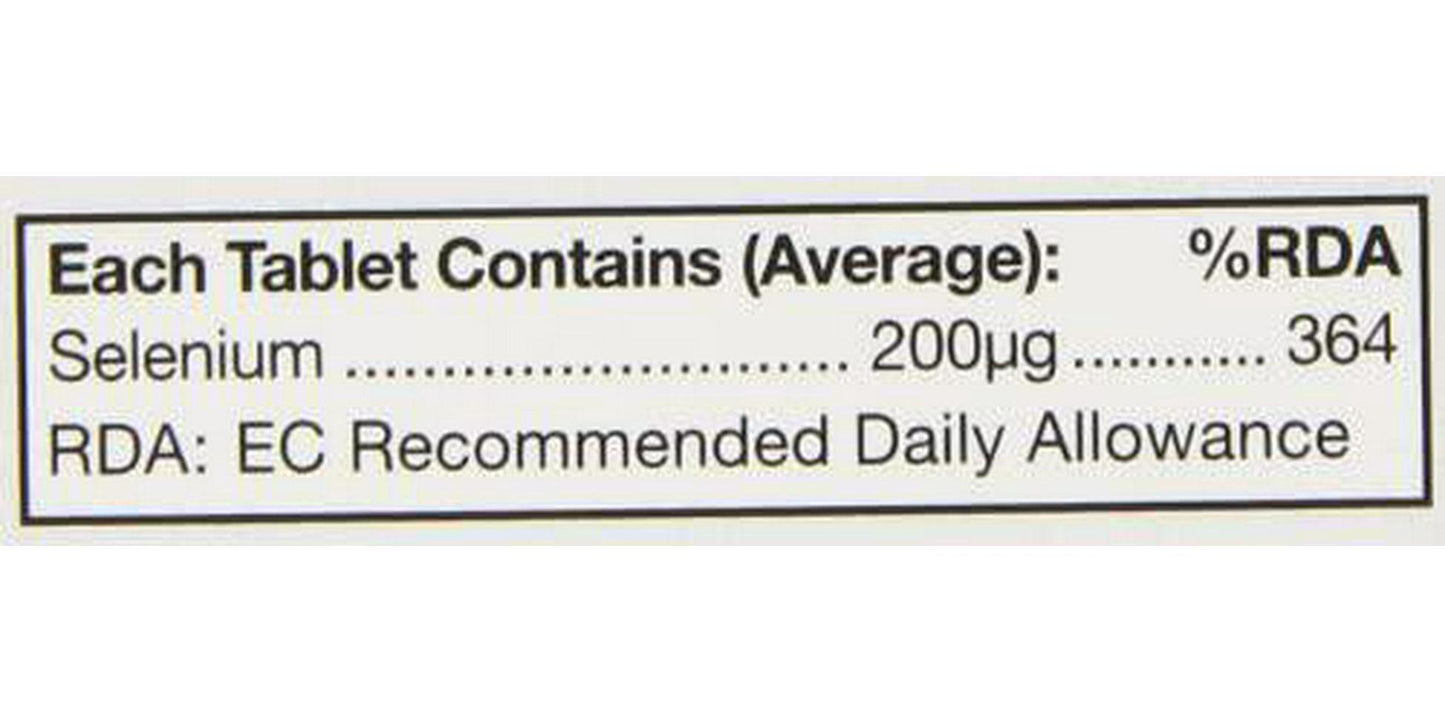 Each Tablet Contains (Average): %RDA
Selenium ........................... 200µg ........... 364
RDA: EC Recommended Daily Allowance